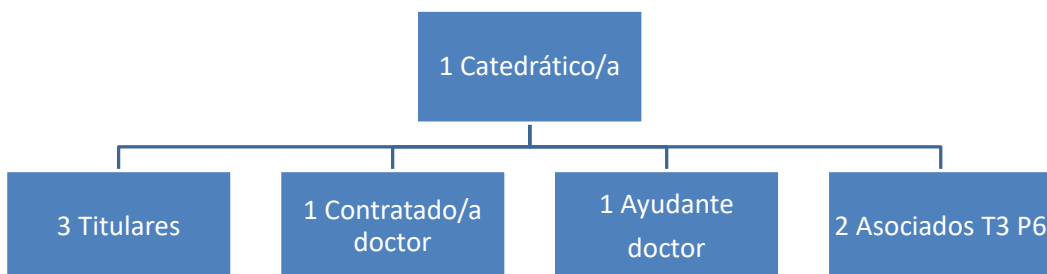 1 Catedrático/a
3 Titulares
1 Contratado/a
doctor
1 Ayudante
doctor
2 Asociados T3 P6